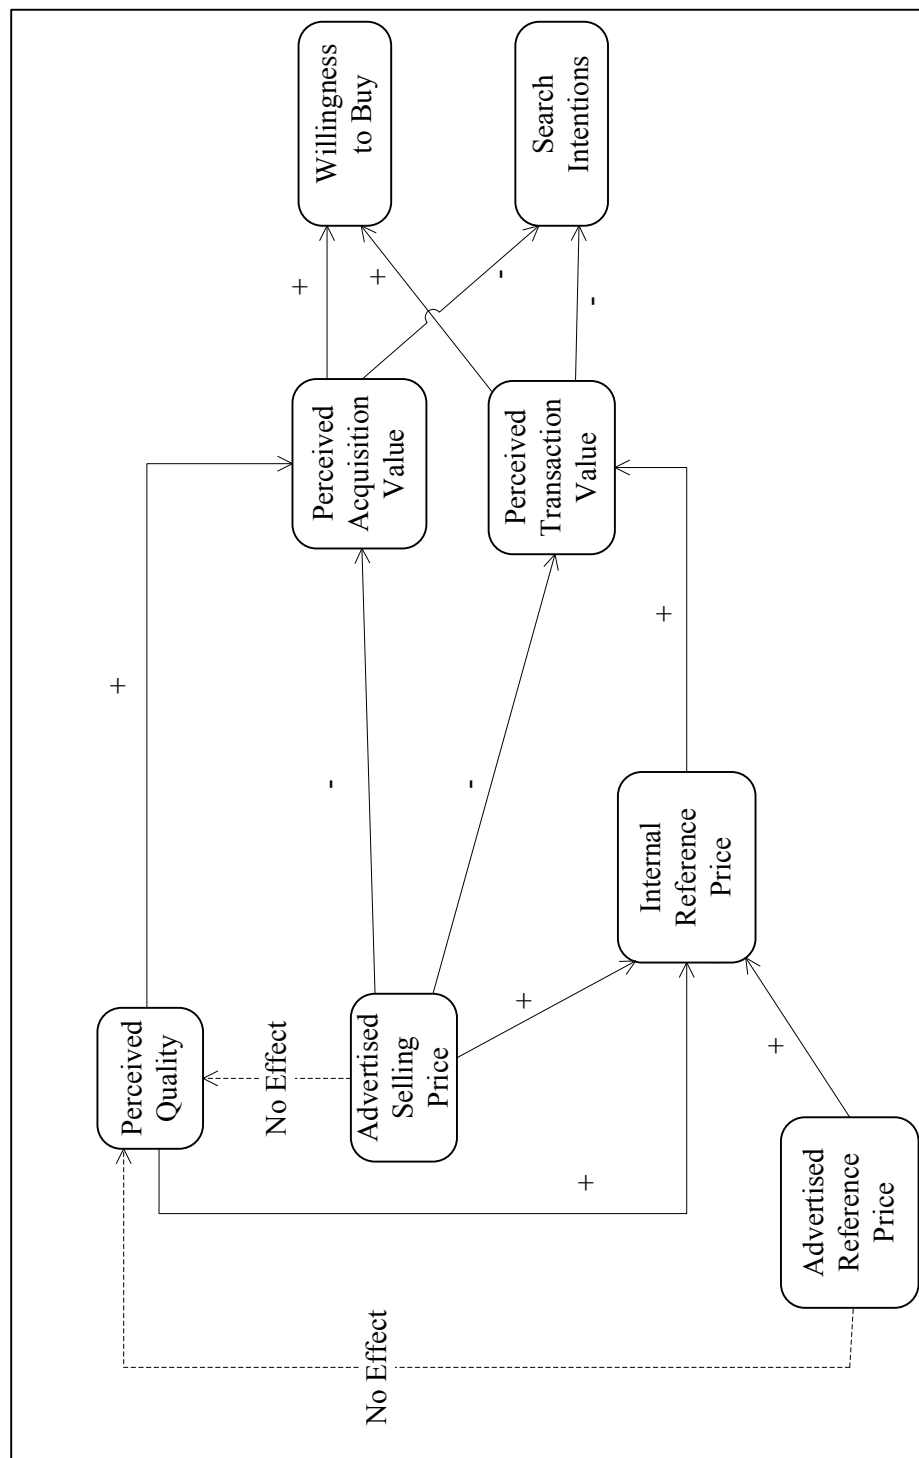 +
Perceived
Quality
No Effect
+
Willingness
to Buy
Perceived
Acquisition
Value
-
Advertised
Selling
Price
No Effect
+
-
-
+
Search
Intentions
Perceived
Transaction
Value
-
+
+
Internal
Reference
Price
+
Advertised
Reference
Price